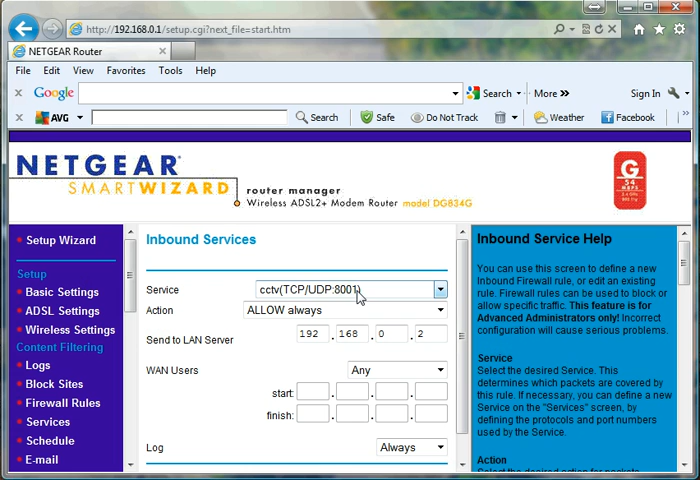 http://192.168.0.1/setup.cgi?next_file=start.htm
NETGEAR Router
File Edit View Favorites Tools Help
x Google Search More » Sign In
x AVG Search Safe Do Not Track Weather Facebook »
NETGEAR
SMARTWIZARD
router manager
Wireless ADSL2+ Modem Router model DG834G
G
54
MBPS
Setup Wizard
Setup
Basic Settings
ADSL Settings
Wireless Settings
Content Filtering
Logs
Block Sites
Firewall Rules
Services
Schedule
E-mail
Inbound Services
Service cctv(TCP/UDP:8001)
Action ALLOW always
Send to LAN Server 192 . 168 . 0 . 2
WAN Users Any
start: . . .
finish: . . .
Log Always
Inbound Service Help
You can use this screen to define a new
Inbound Firewall rule, or edit an existing
rule. Firewall rules can be used to block or
allow specific traffic. This feature is for
Advanced Administrators only! Incorrect
configuration will cause serious problems.
Service
Select the desired Service. This
determines which packets are covered by
this rule. If necessary, you can define a new
Service on the "Services" screen, by
defining the protocols and port numbers
used by the Service.
Action
Select the desired action for packets